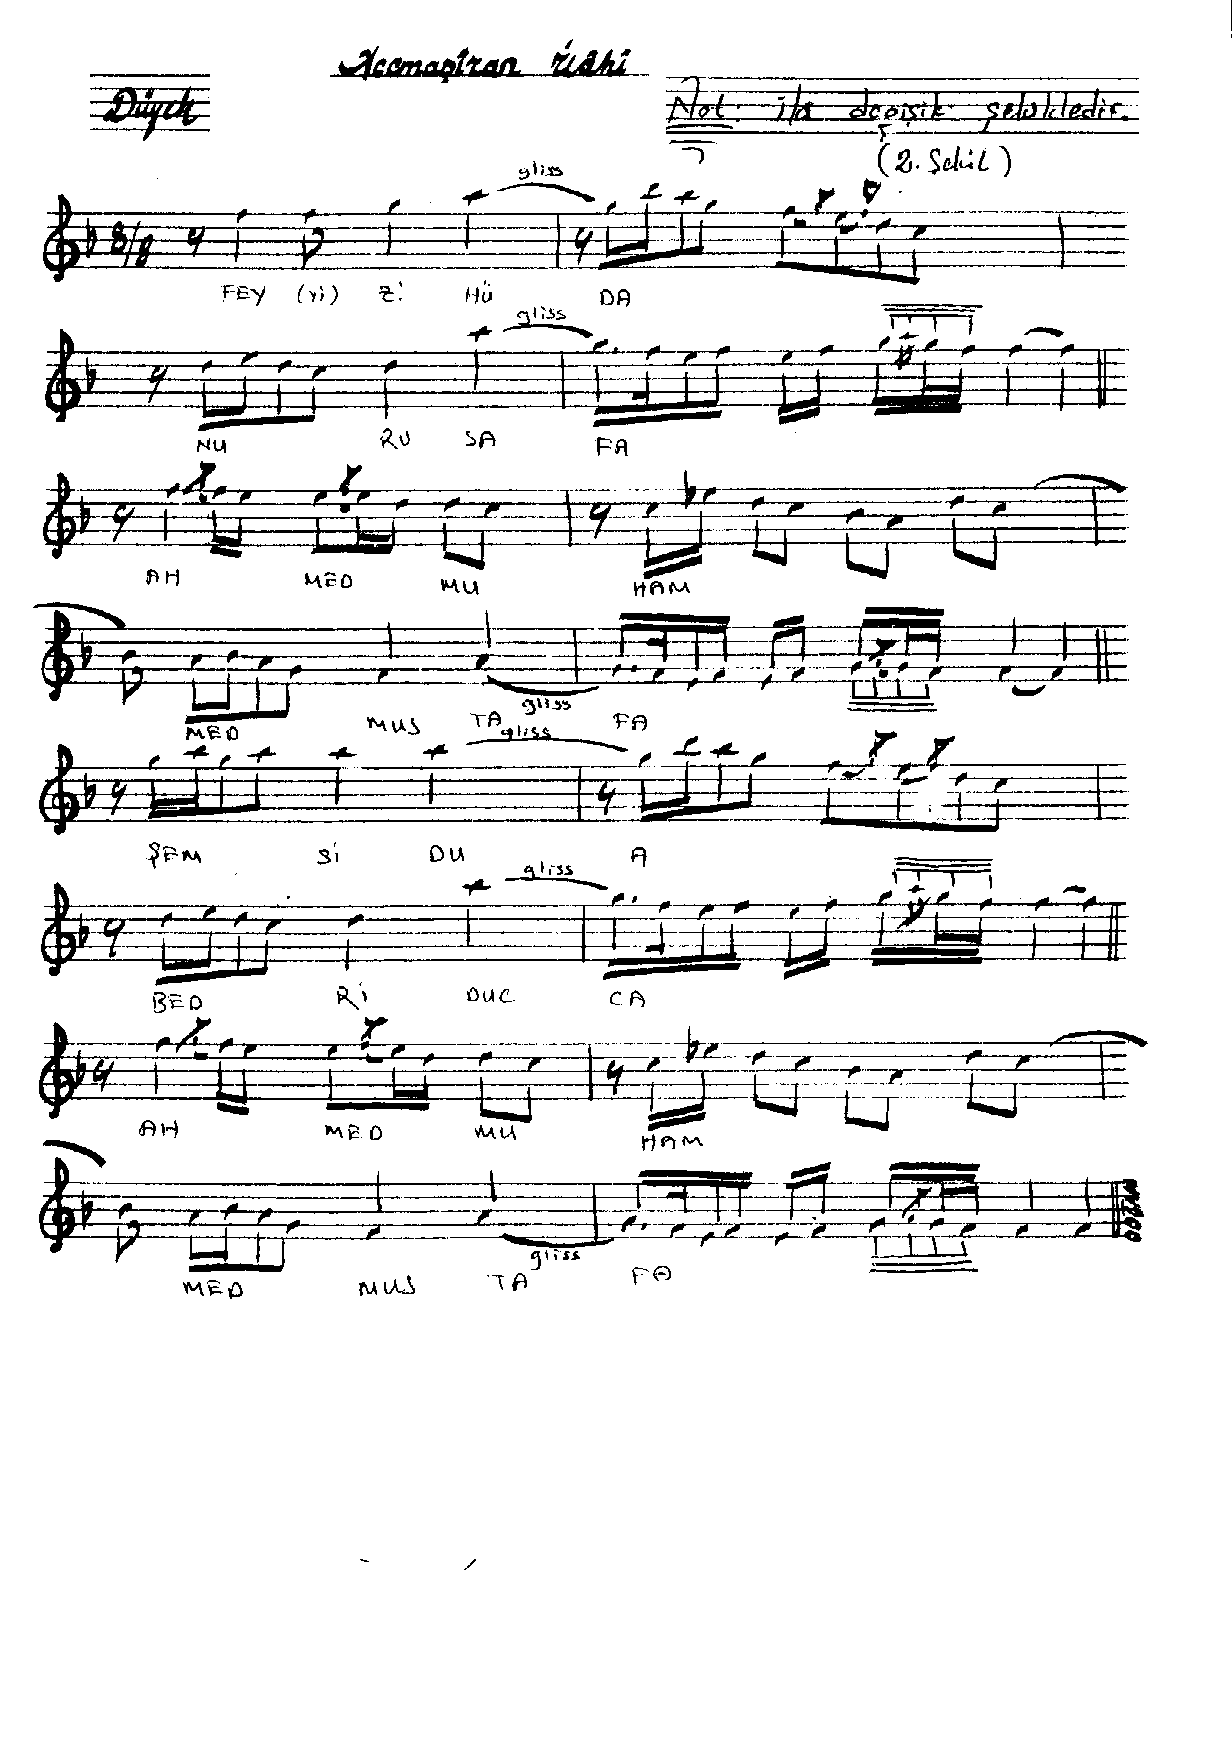 Acemaşiran İlâhi
Düyek
Not: iki değişik şekildedir.
(2. Şekil)
gliss
8/8
FEY (yi) Zi HÜ DA
gliss
NU RU SA FA
AH MED MU HAM
gliss
MED MUS TA FA
gliss
ŞEM Si DU A
gliss
BED Ri DUC CA
AH MED MU HAM
gliss
MED MUS TA FA